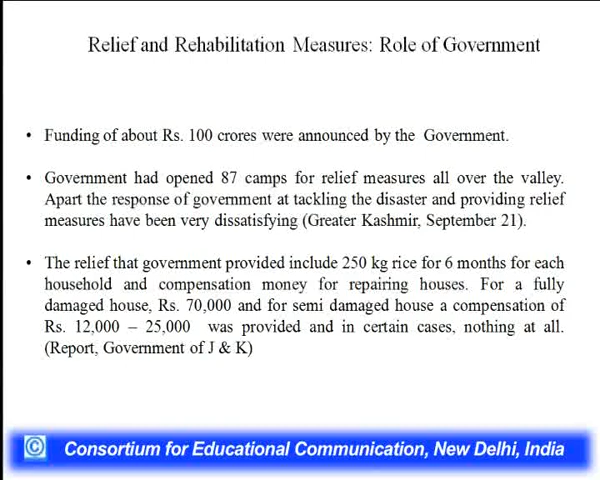 Relief and Rehabilitation Measures: Role of Government
• Funding of about Rs. 100 crores were announced by the Government.
• Government had opened 87 camps for relief measures all over the valley.
Apart the response of government at tackling the disaster and providing relief
measures have been very dissatisfying (Greater Kashmir, September 21).
• The relief that government provided include 250 kg rice for 6 months for each
household and compensation money for repairing houses. For a fully
damaged house, Rs. 70,000 and for semi damaged house a compensation of
Rs. 12,000 – 25,000 was provided and in certain cases, nothing at all.
(Report, Government of J & K)
© Consortium for Educational Communication, New Delhi, India